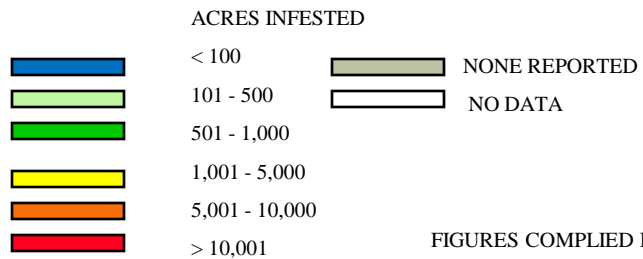 ACRES INFESTED
< 100
101 - 500
501 - 1,000
1,001 - 5,000
5,001 - 10,000
> 10,001
NONE REPORTED
NO DATA
FIGURES COMPLIED